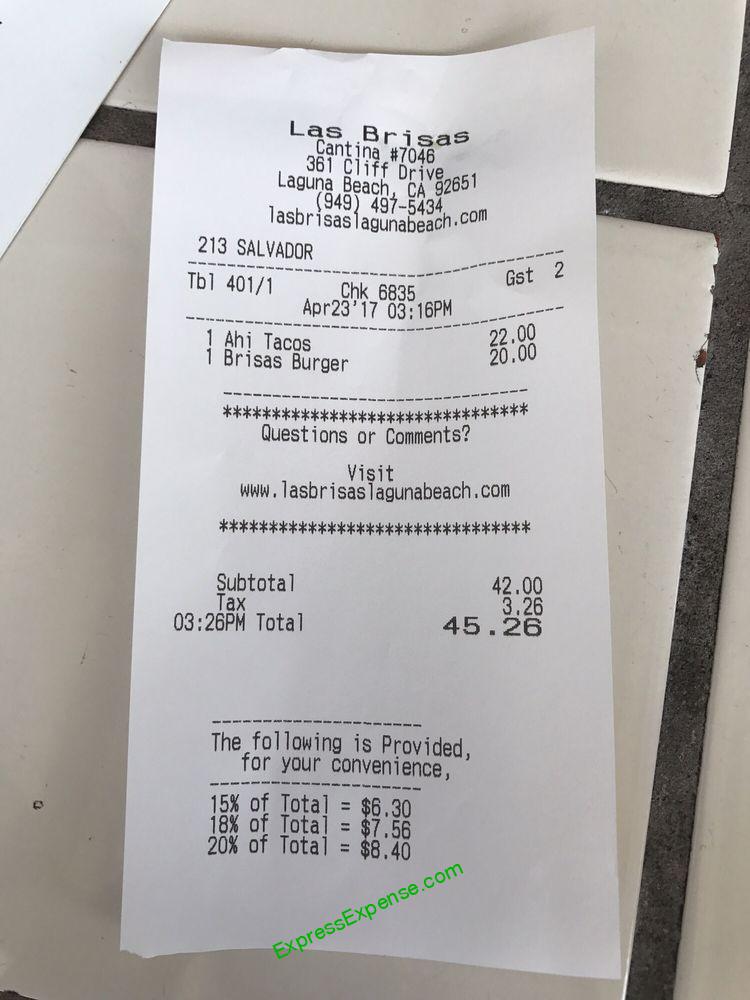 Las Brisas
Cantina #7046
361 Cliff Drive
Laguna Beach, CA 92651
(949) 497-5434
lasbrisaslagunabeach.com
213 SALVADOR
Tbl 401/1 Chk 6835 Gst 2
Apr23'17 03:16PM
1 Ahi Tacos 22.00
1 Brisas Burger 20.00
*********************************
Questions or Comments?
Visit
www.lasbrisaslagunabeach.com
*********************************
Subtotal 42.00
Tax 3.26
03:26PM Total 45.26
The following is Provided,
for your convenience,
15% of Total = $6.30
18% of Total = $7.56
20% of Total = $8.40
ExpressExpense.com